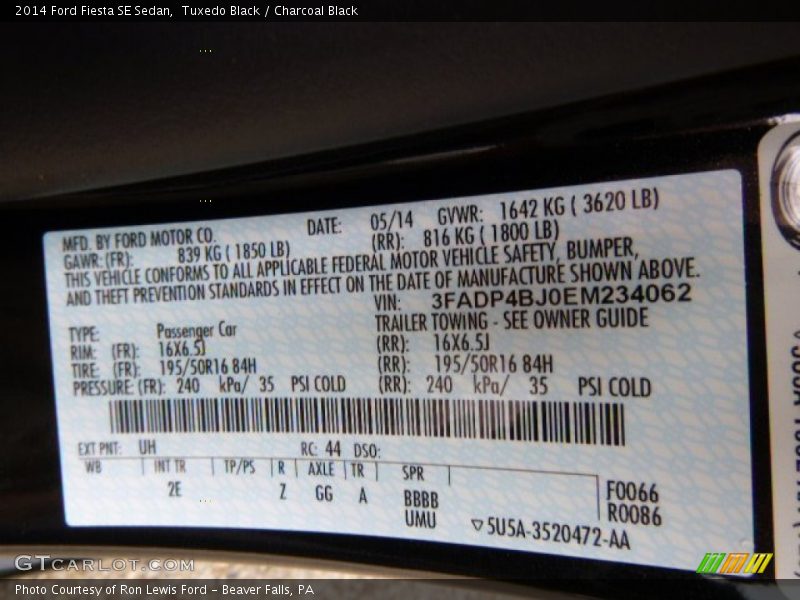 2014 Ford Fiesta SE Sedan, Tuxedo Black / Charcoal Black
MFD. BY FORD MOTOR CO. DATE: 05/14 GVWR: 1642 KG ( 3620 LB)
GAWR: (FR): 839 KG ( 1850 LB) (RR): 816 KG ( 1800 LB)
THIS VEHICLE CONFORMS TO ALL APPLICABLE FEDERAL MOTOR VEHICLE SAFETY, BUMPER,
AND THEFT PREVENTION STANDARDS IN EFFECT ON THE DATE OF MANUFACTURE SHOWN ABOVE.
VIN: 3FADP4BJ0EM234062
TYPE: Passenger Car TRAILER TOWING - SEE OWNER GUIDE
RIM: (FR): 16X6.5J (RR): 16X6.5J
TIRE: (FR): 195/50R16 84H (RR): 195/50R16 84H
PRESSURE: (FR): 240 kPa/ 35 PSI COLD (RR): 240 kPa/ 35 PSI COLD
EXT PNT: UH RC: 44 DSO:
WB INT TR TP/PS R AXLE TR SPR
2E Z GG A BBBB F0066
UMU R0086
▽5U5A-3520472-AA
GTCarLot.com
Photo Courtesy of Ron Lewis Ford - Beaver Falls, PA